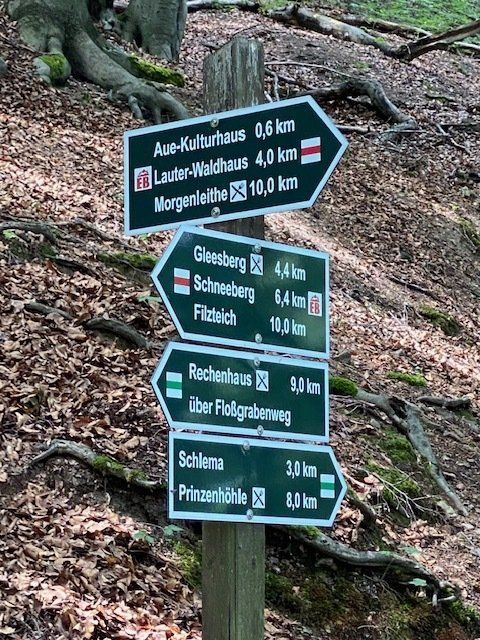 Aue-Kulturhaus 0,6 km
EB Lauter-Waldhaus 4,0 km
Morgenleithe 10,0 km
Gleesberg 4,4 km
Schneeberg 6,4 km EB
Filzteich 10,0 km
Rechenhaus 9,0 km
über Floßgrabenweg
Schlema 3,0 km
Prinzenhöhle 8,0 km